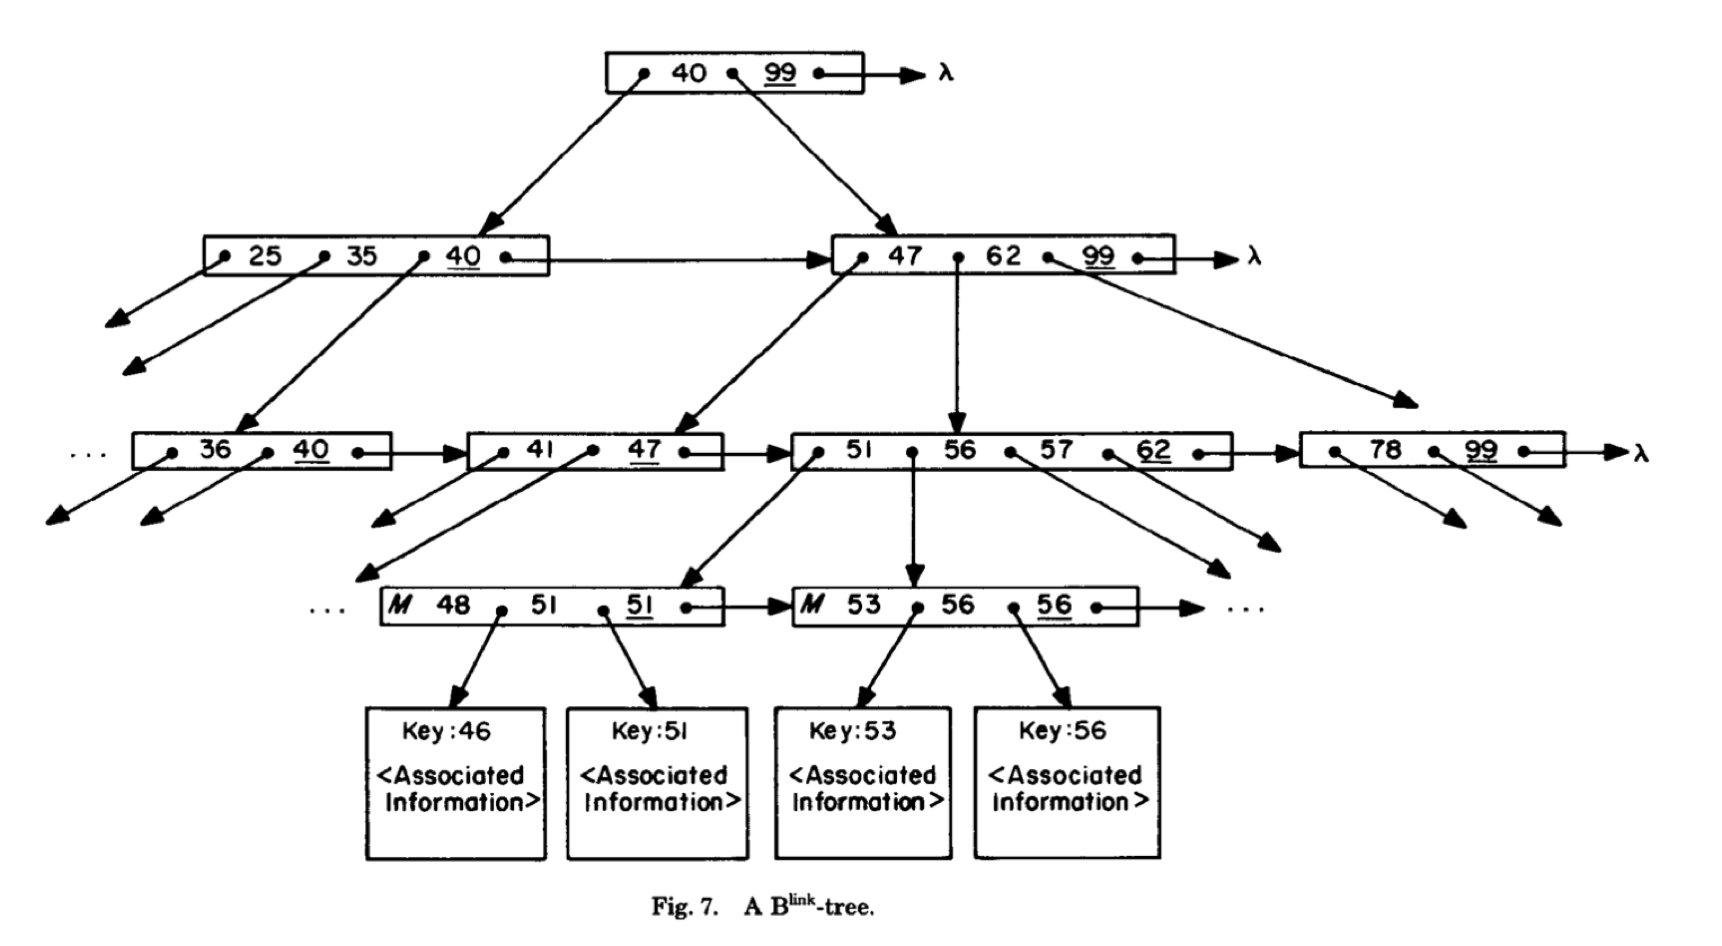 40 99 λ
25 35 40 47 62 99 λ
... 36 40 41 47 51 56 57 62 78 99 λ
... M 48 51 51 M 53 56 56 ...
Key:46 Key:51 Key:53 Key:56
<Associated <Associated <Associated <Associated
Information> Information> Information> Information>
Fig. 7. A Blink-tree.